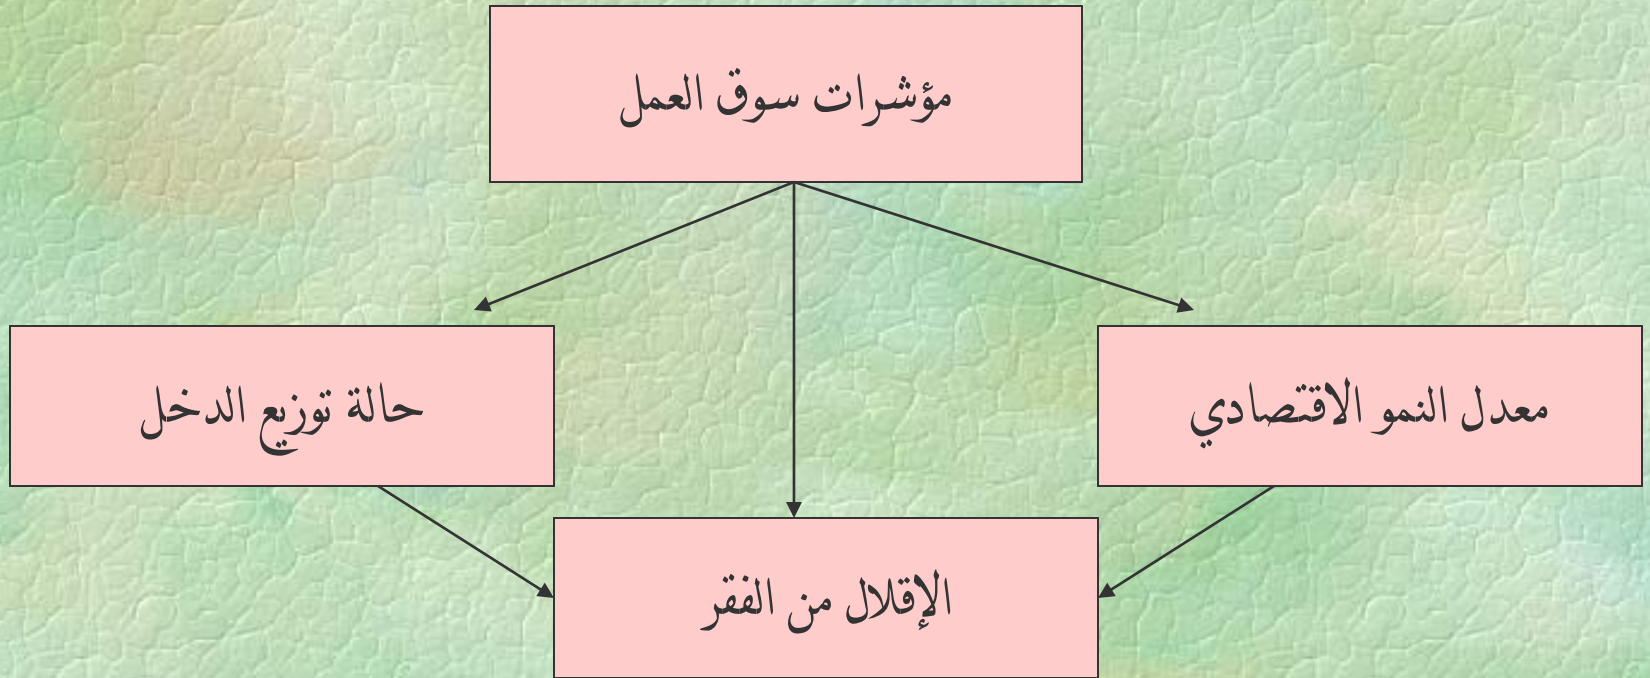 مؤشرات سوق العمل
معدل النمو الاقتصادي
حالة توزيع الدخل
الإقلال من الفقر